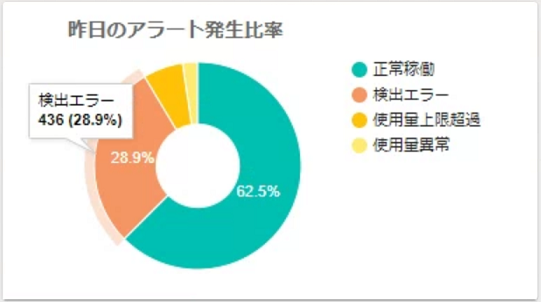 昨日のアラート発生比率
正常稼働
検出エラー
使用量上限超過
使用量異常
検出エラー
436 (28.9%)
28.9%
62.5%